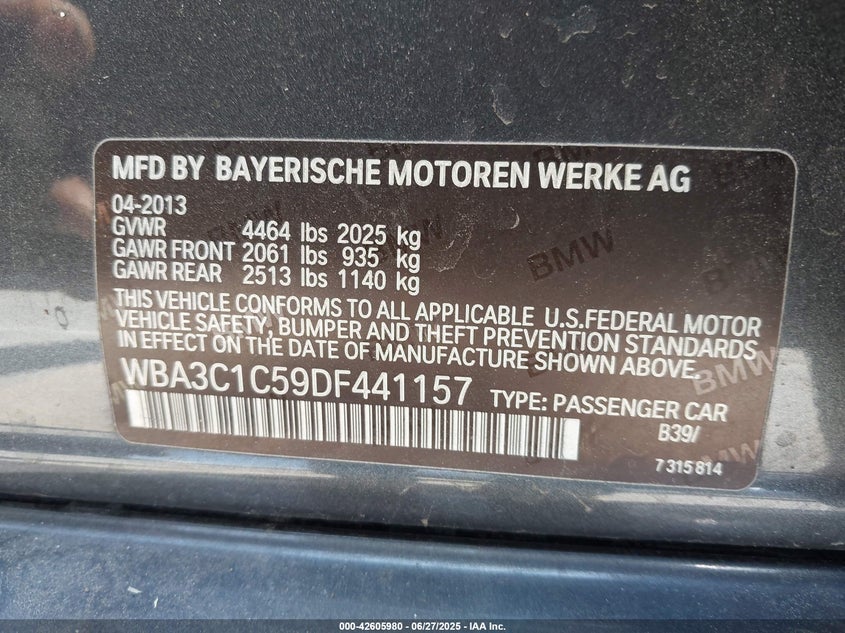 MFD BY BAYERISCHE MOTOREN WERKE AG
04-2013
GVWR 4464 lbs 2025 kg
GAWR FRONT 2061 lbs 935 kg
GAWR REAR 2513 lbs 1140 kg
THIS VEHICLE CONFORMS TO ALL APPLICABLE U.S.FEDERAL MOTOR
VEHICLE SAFETY, BUMPER AND THEFT PREVENTION STANDARDS
IN EFFECT ON THE DATE OF MANUFACTURE SHOWN ABOVE.
WBA3C1C59DF441157 TYPE: PASSENGER CAR
B39/
7 315 814
BMW
BMW
BMW
000-42605980 | 06/27/2025 - IAA Inc.